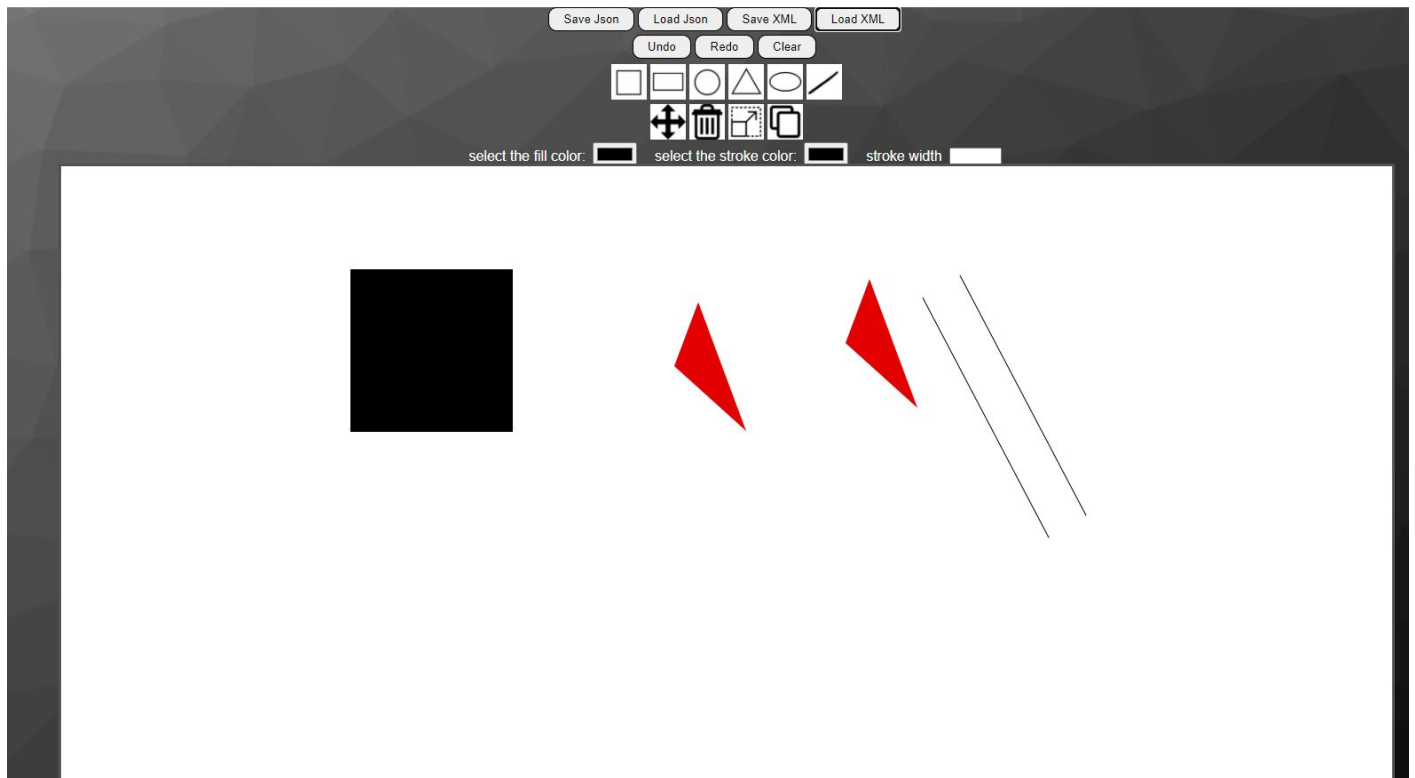 Save Json Load Json Save XML Load XML
Undo Redo Clear
select the fill color: select the stroke color: stroke width